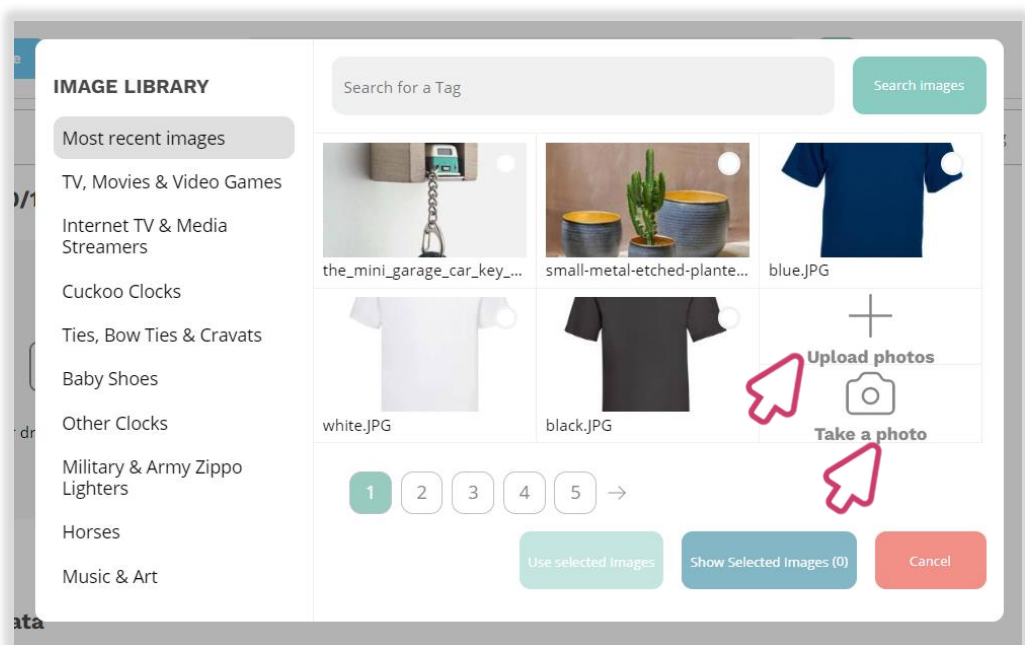 IMAGE LIBRARY
Most recent images
TV, Movies & Video Games
Internet TV & Media
Streamers
Cuckoo Clocks
Ties, Bow Ties & Cravats
Baby Shoes
Other Clocks
Military & Army Zippo
Lighters
Horses
Music & Art
Search for a Tag
Search images
the_mini_garage_car_key_...
small-metal-etched-plante...
blue.JPG
white.JPG
black.JPG
Upload photos
Take a photo
1 2 3 4 5
Use selected Images
Show Selected Images (0)
Cancel
ata